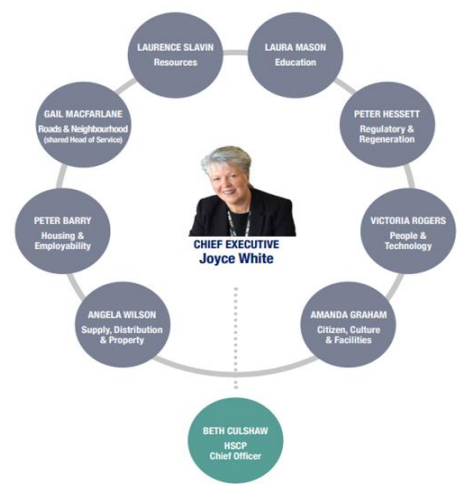 LAURENCE SLAVIN
Resources
LAURA MASON
Education
GAIL MACFARLANE
Roads & Neighbourhood
(shared Head of Service)
PETER HESSETT
Regulatory &
Regeneration
PETER BARRY
Housing &
Employability
CHIEF EXECUTIVE
Joyce White
VICTORIA ROGERS
People &
Technology
ANGELA WILSON
Supply, Distribution
& Property
AMANDA GRAHAM
Citizen, Culture
& Facilities
BETH CULSHAW
HSCP
Chief Officer